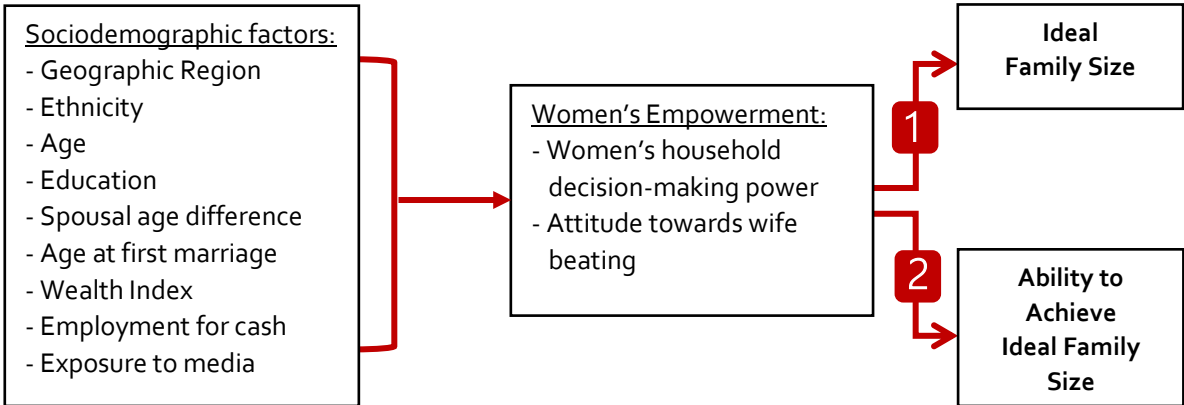 Sociodemographic factors:
- Geographic Region
- Ethnicity
- Age
- Education
- Spousal age difference
- Age at first marriage
- Wealth Index
- Employment for cash
- Exposure to media
Women's Empowerment:
- Women's household
decision-making power
- Attitude towards wife
beating
1
2
Ideal
Family Size
Ability to
Achieve
Ideal Family
Size